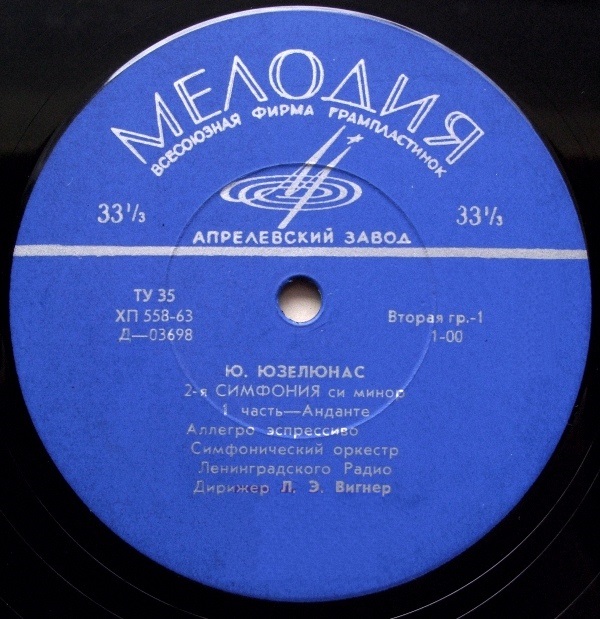 МЕЛОДИЯ
ВСЕСОЮЗНАЯ ФИРМА ГРАМПЛАСТИНОК
33⅓
33⅓
АПРЕЛЕВСКИЙ ЗАВОД
ТУ 35
ХП 558-63
Д—03698
Вторая гр.-1
1-00
Ю. ЮЗЕЛЮНАС
2-я СИМФОНИЯ си минор
1 часть—Анданте
Аллегро эспрессиво
Симфонический оркестр
Ленинградского Радио
Дирижер Л. Э. Вигнер